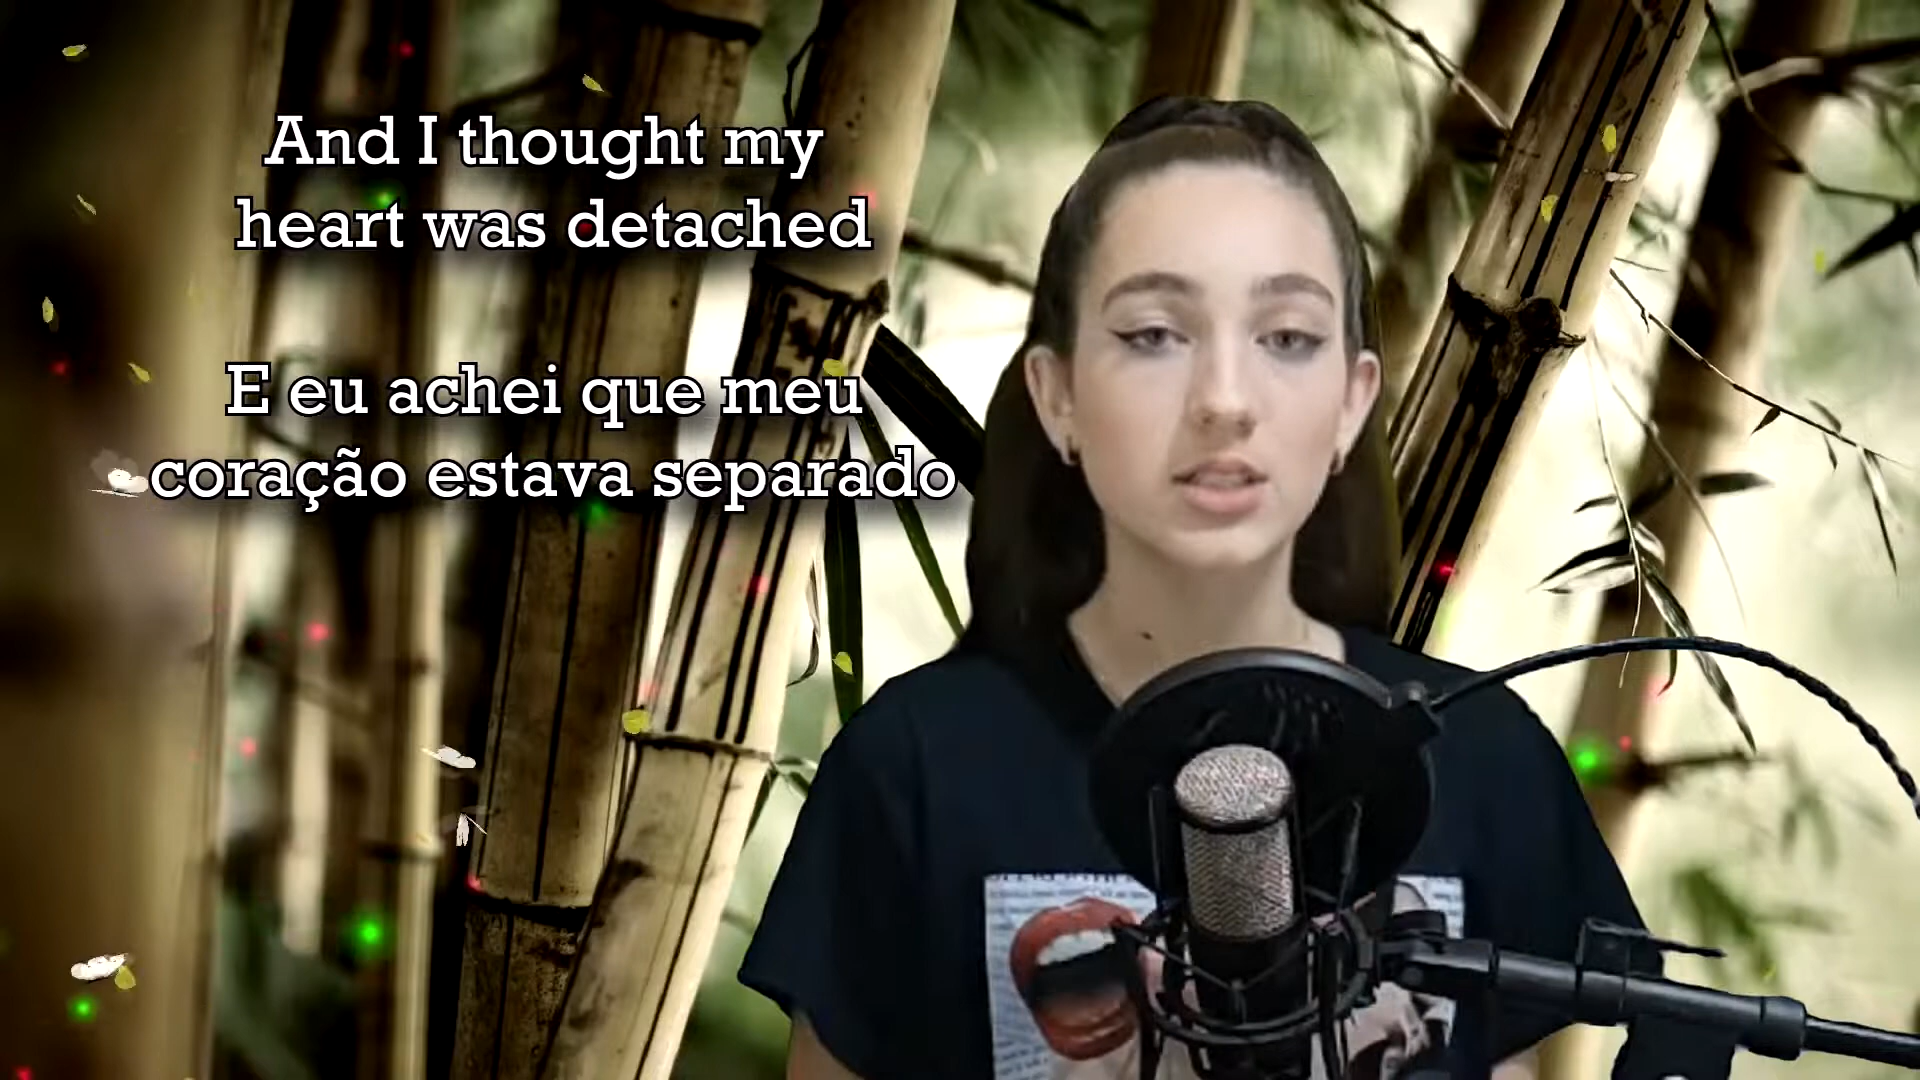 And I thought my
heart was detached
E eu achei que meu
coração estava separado